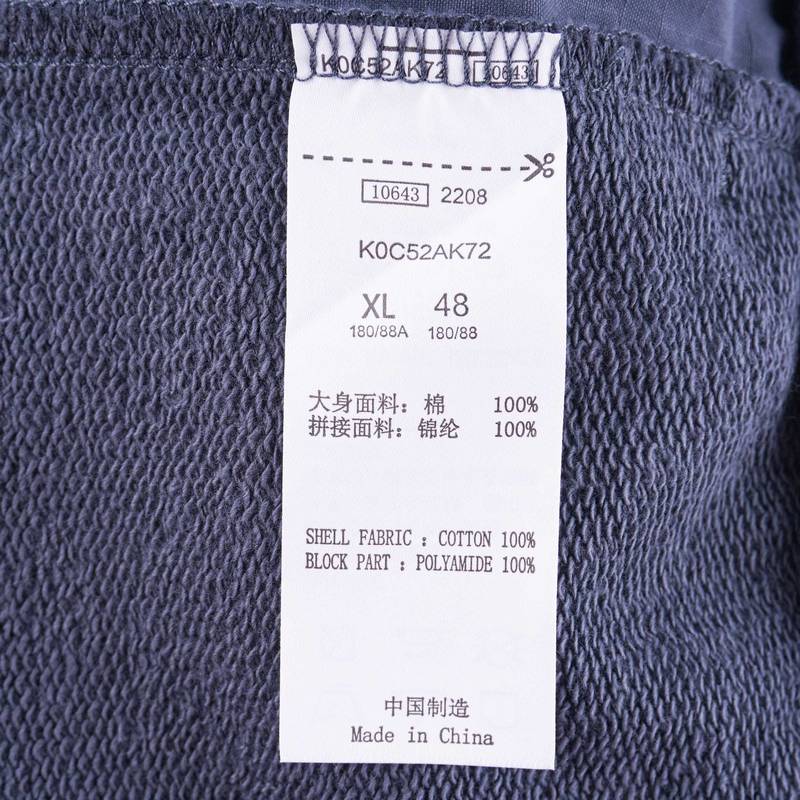 K0C52AK72 10643
10643 2208
K0C52AK72
XL 48
180/88A 180/88
大身面料：棉 100%
拼接面料：锦纶 100%
SHELL FABRIC : COTTON 100%
BLOCK PART : POLYAMIDE 100%
中国制造
Made in China